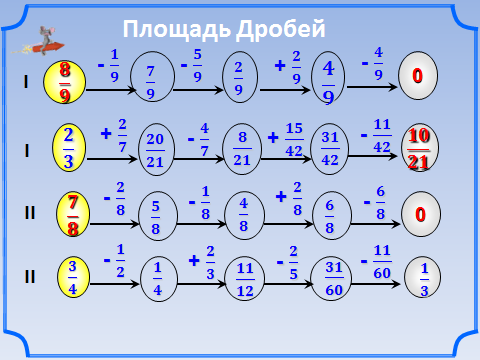 Площадь Дробей
I 8/9 - 1/9 7/9 - 5/9 2/9 + 2/9 4/9 - 4/9 0
I 2/3 + 2/7 20/21 - 4/7 8/21 + 15/42 31/42 - 11/42 10/21
II 7/8 - 2/8 5/8 - 1/8 4/8 + 2/8 6/8 - 6/8 0
II 3/4 - 1/2 1/4 + 2/3 11/12 - 2/5 31/60 - 11/60 1/3